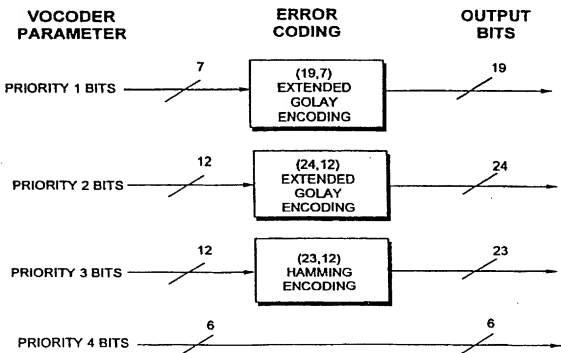 VOCODER PARAMETER
ERROR CODING
OUTPUT BITS
PRIORITY 1 BITS
7
(19,7)
EXTENDED
GOLAY
ENCODING
19
PRIORITY 2 BITS
12
(24,12)
EXTENDED
GOLAY
ENCODING
24
PRIORITY 3 BITS
12
(23,12)
HAMMING
ENCODING
23
PRIORITY 4 BITS
6
6